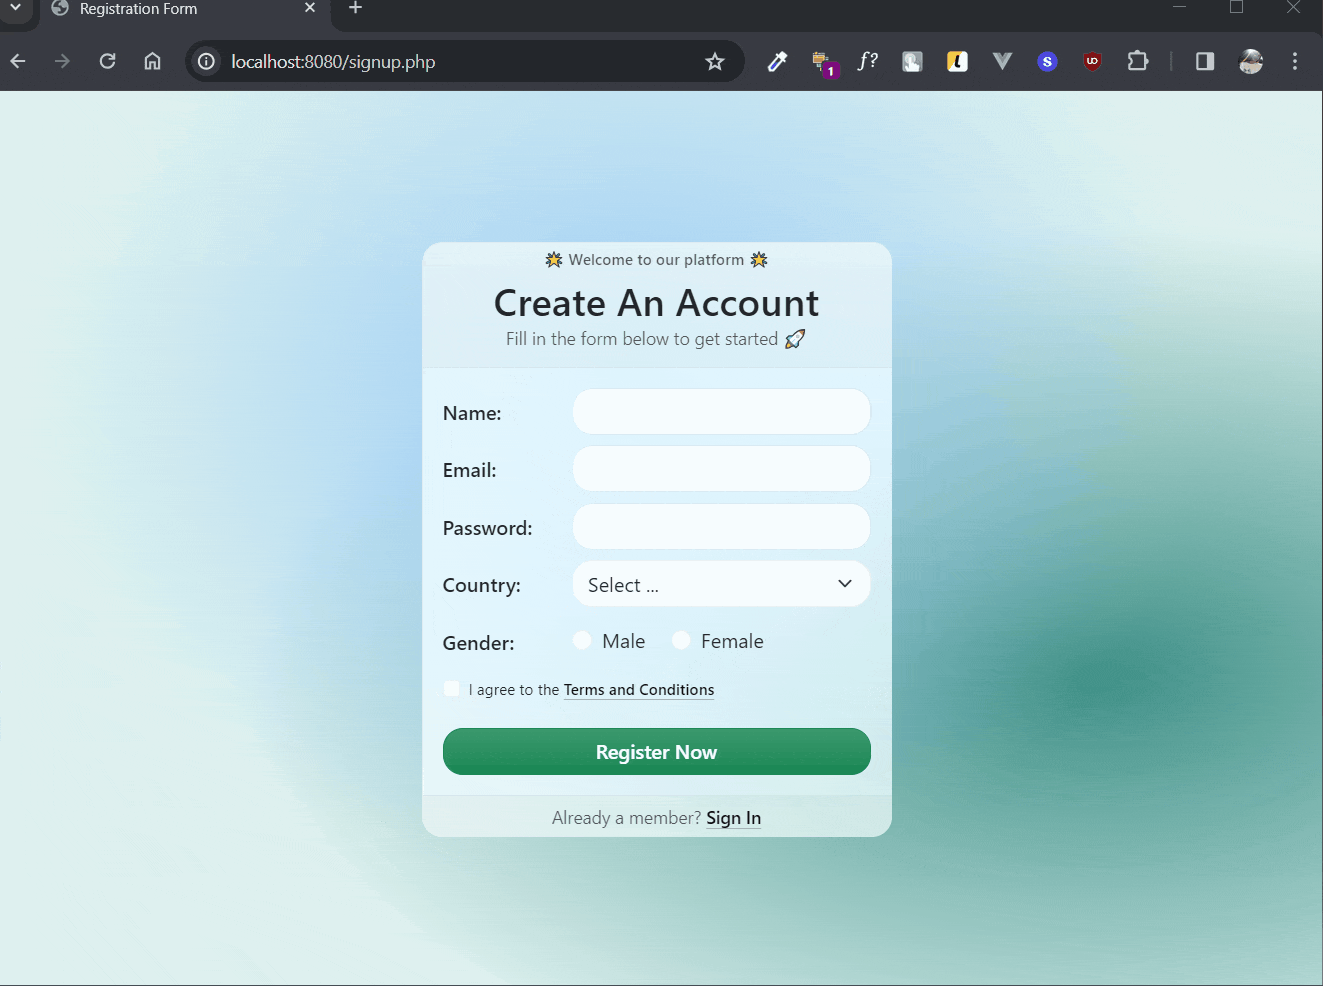 Registration Form
localhost:8080/signup.php
1
f?
L
S
UO
🌟 Welcome to our platform 🌟
Create An Account
Fill in the form below to get started 🚀
Name:
Email:
Password:
Country: Select ...
Gender: Male Female
I agree to the Terms and Conditions
Register Now
Already a member? Sign In